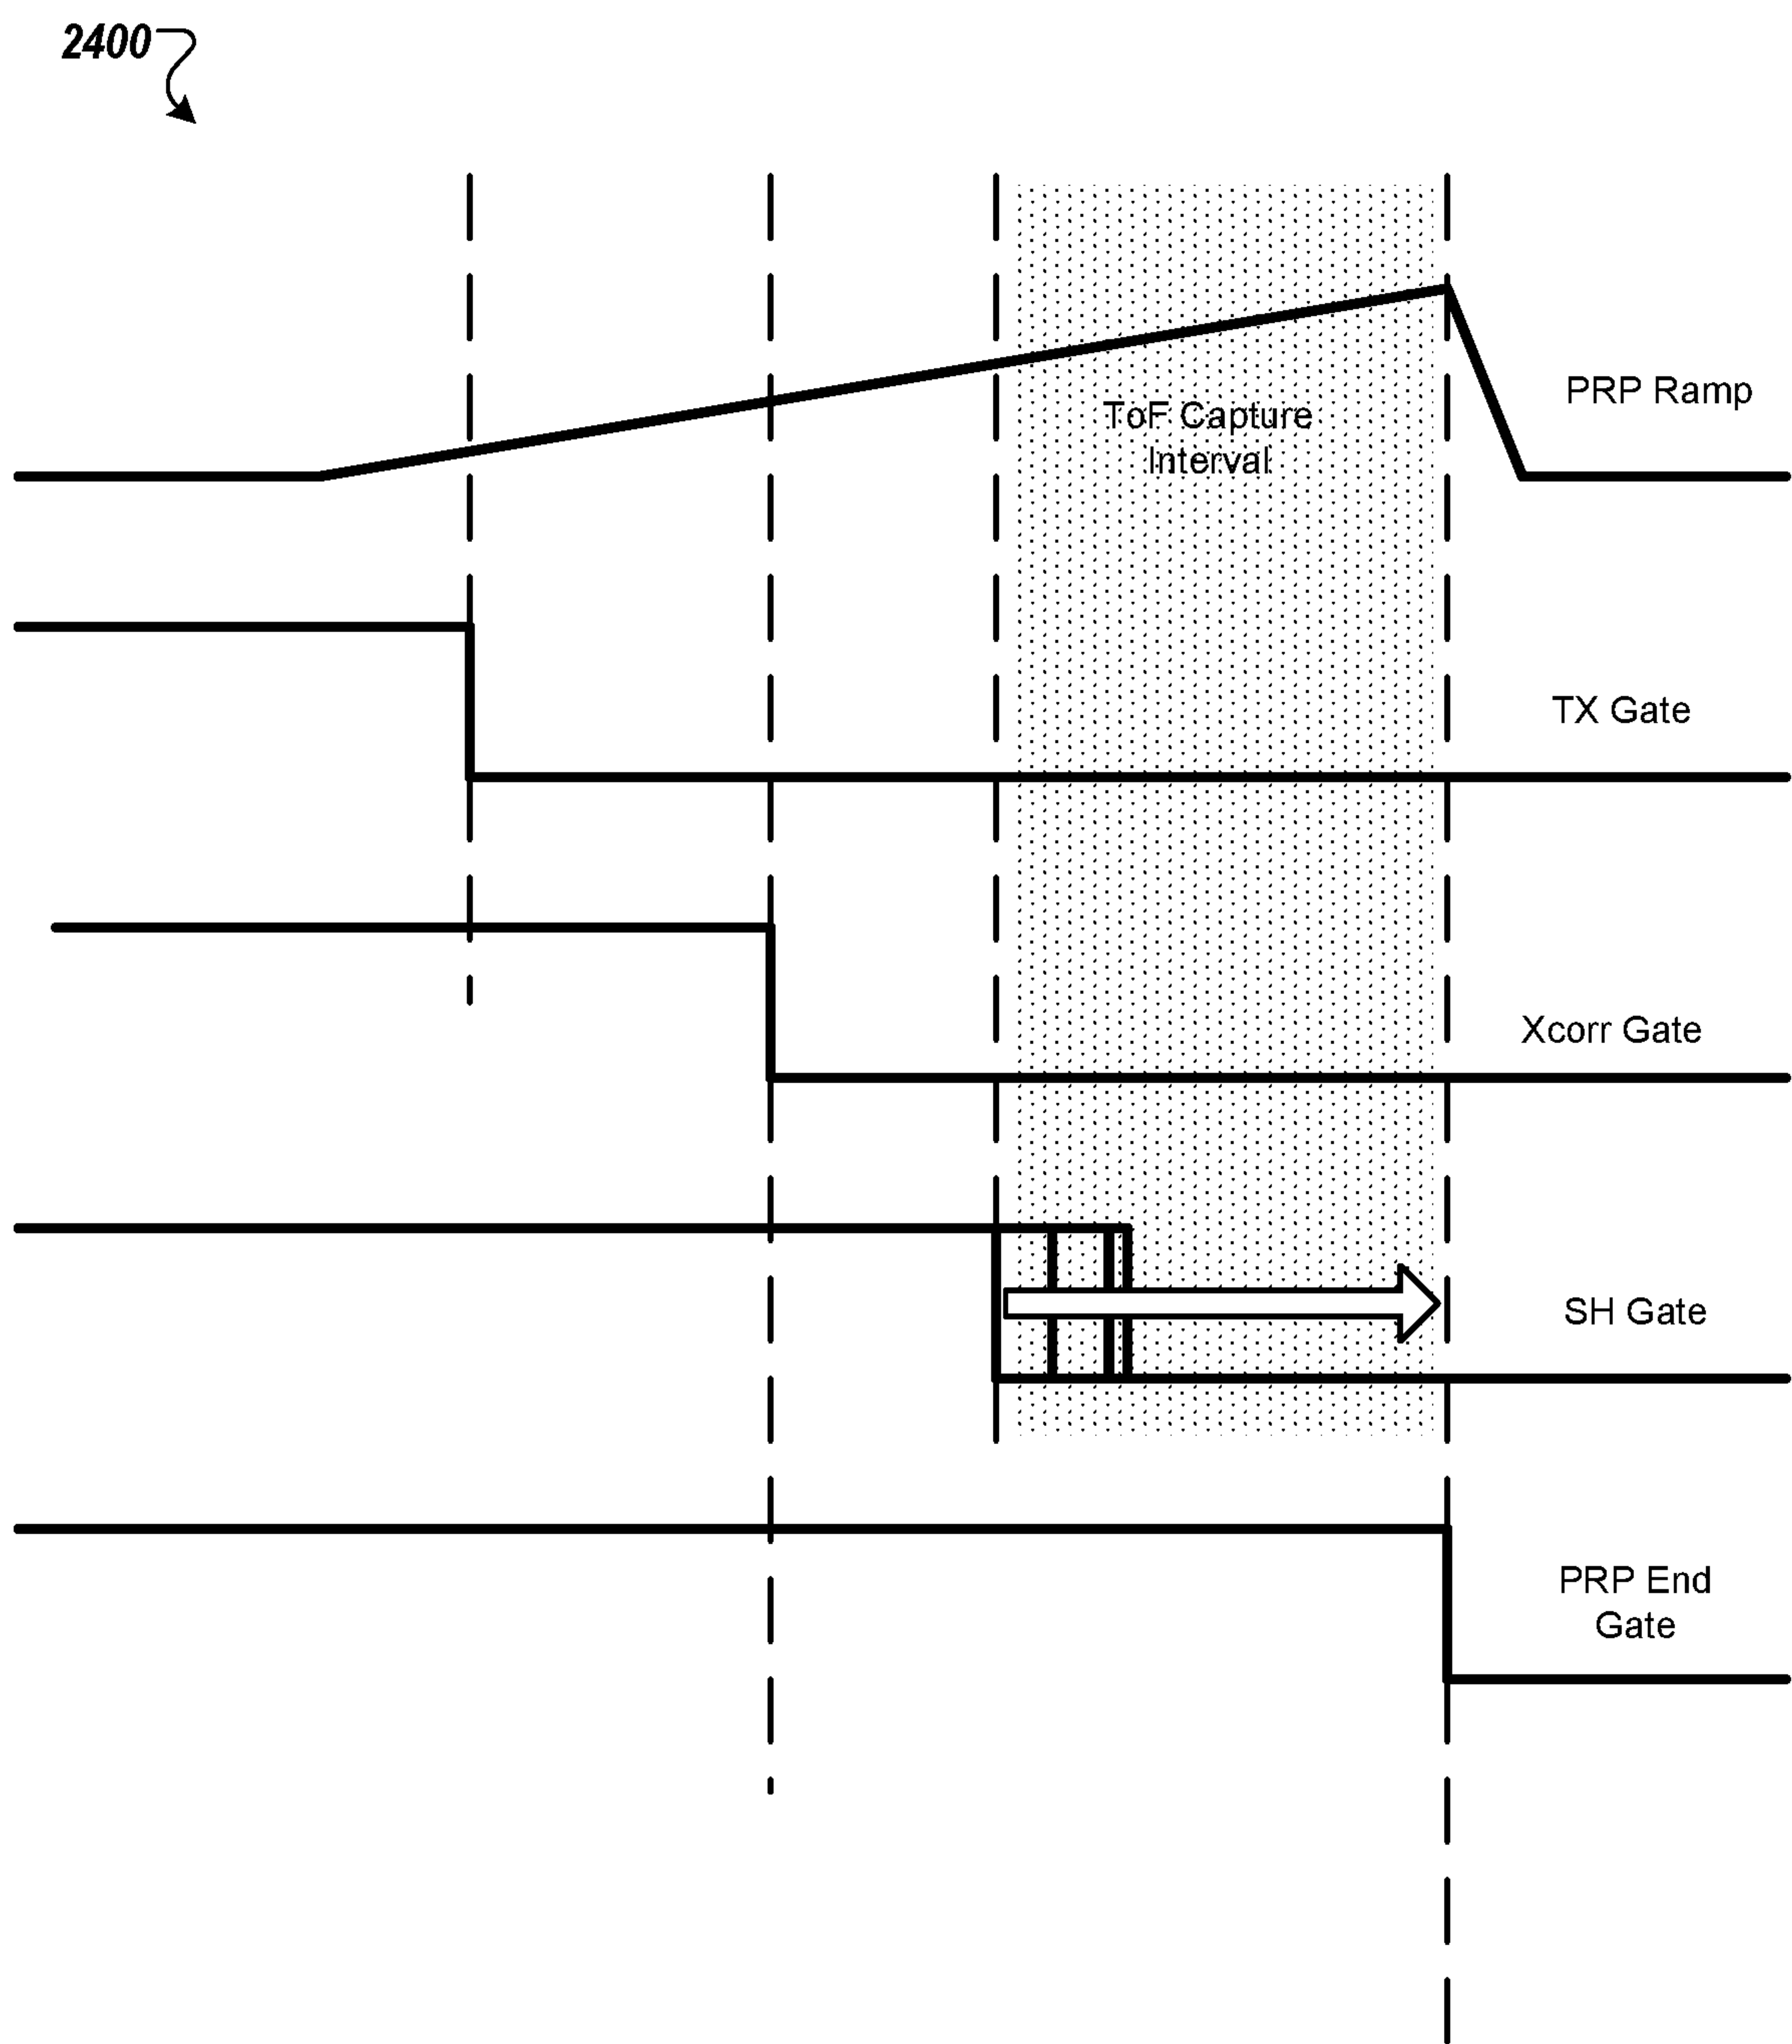 2400
PRP Ramp
ToF Capture
Interval
TX Gate
Xcorr Gate
SH Gate
PRP End
Gate